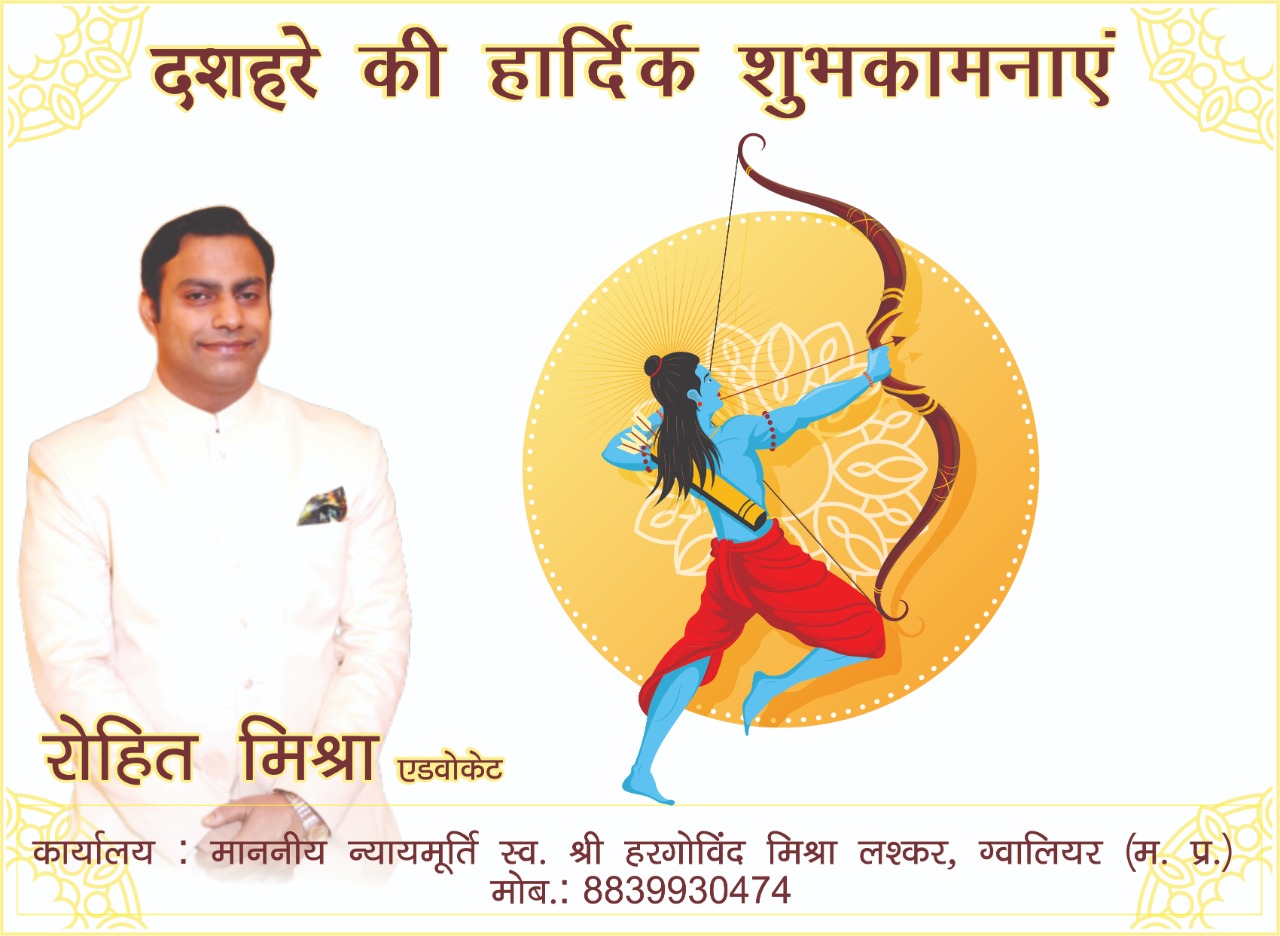 दशहरे की हार्दिक शुभकामनाएं
रोहित मिश्रा एडवोकेट
कार्यालय : माननीय न्यायमूर्ति स्व. श्री हरगोविंद मिश्रा लश्कर, ग्वालियर (म. प्र.)
मोब.: 8839930474